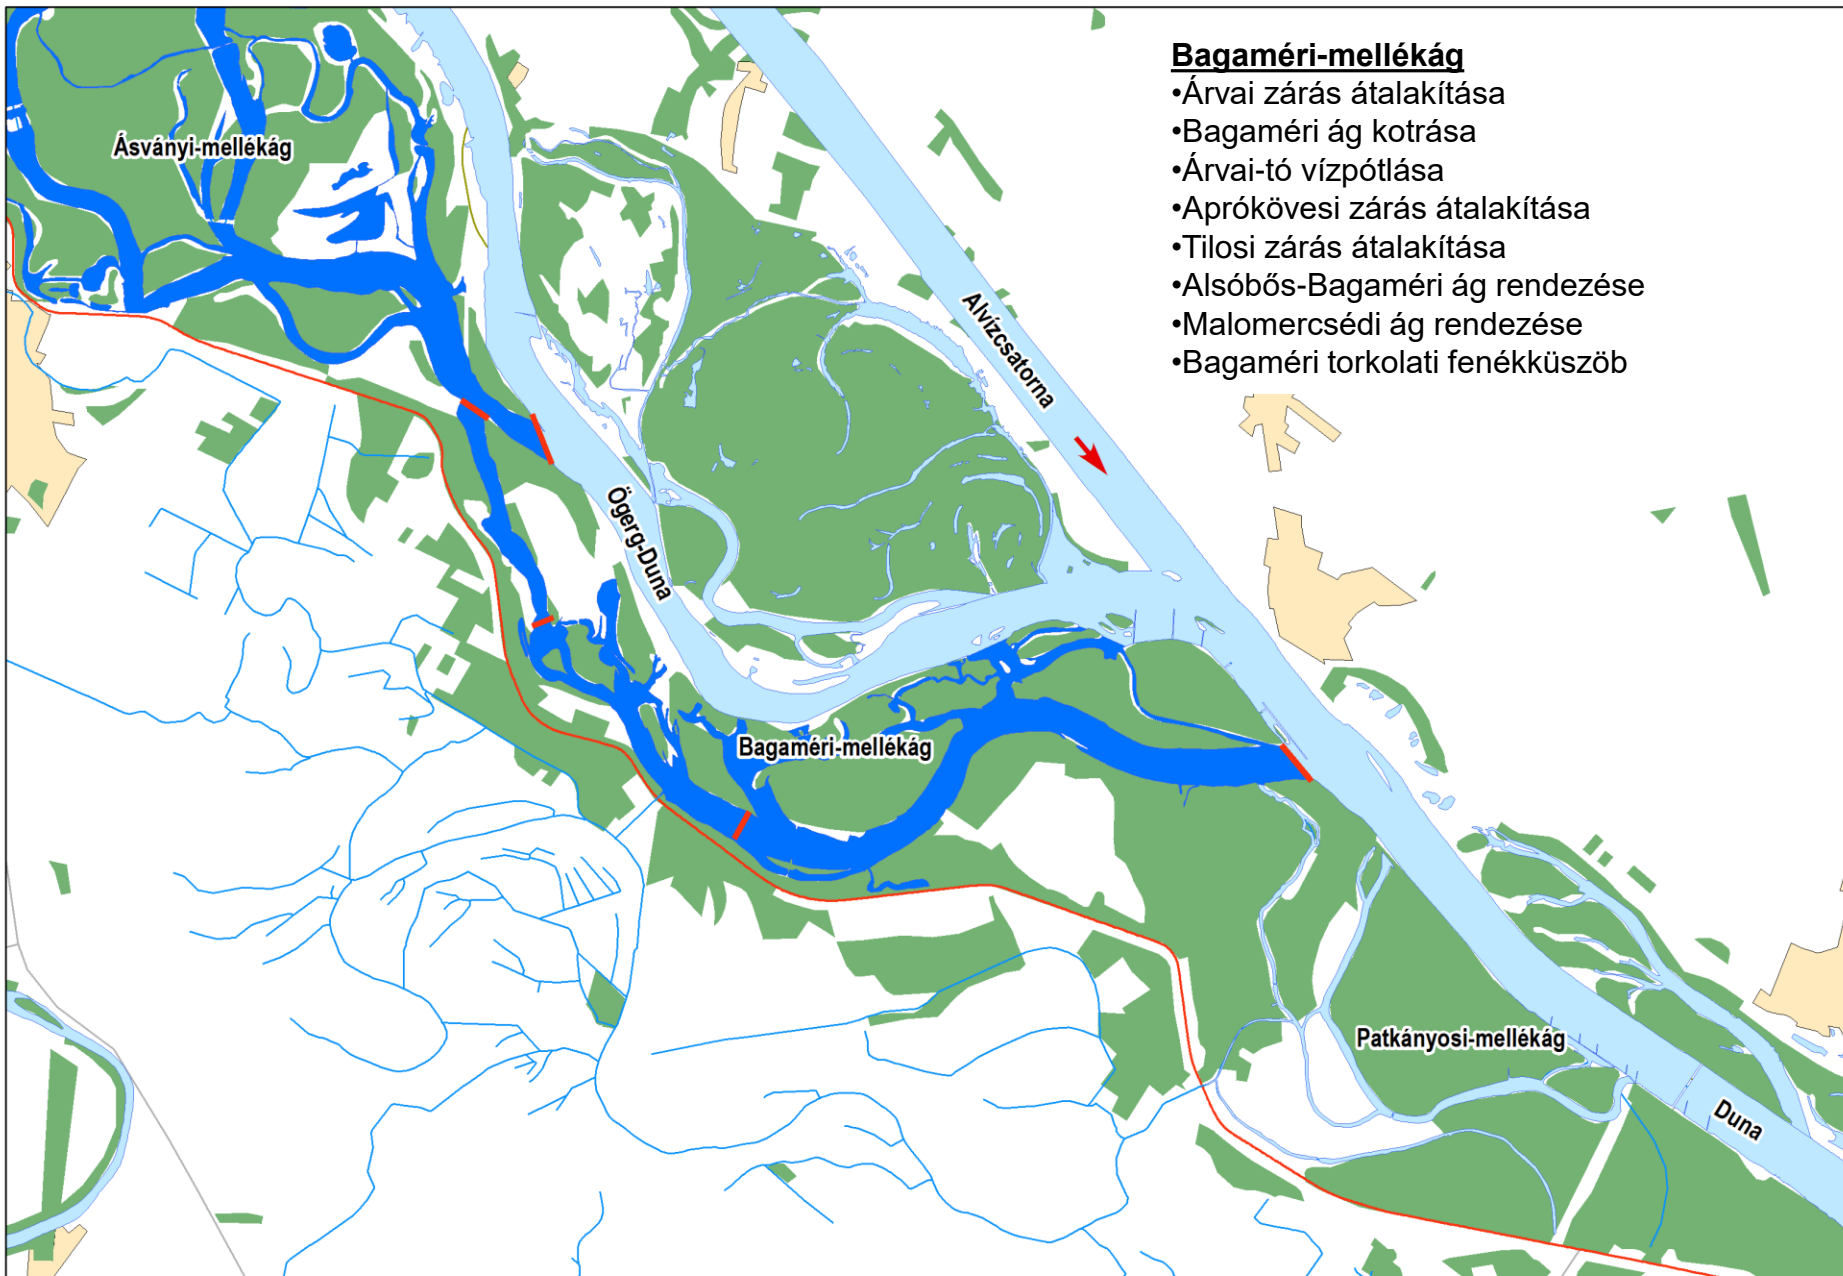 Bagaméri-mellékág
•Árvai zárás átalakítása
•Bagaméri ág kotrása
•Árvai-tó vízpótlása
•Aprókövesi zárás átalakítása
•Tilosi zárás átalakítása
•Alsóbős-Bagaméri ág rendezése
•Malomercsédi ág rendezése
•Bagaméri torkolati fenékküszöb
Ásványi-mellékág
Alvízcsatorna
Ögerg-Duna
Bagaméri-mellékág
Patkányosi-mellékág
Duna